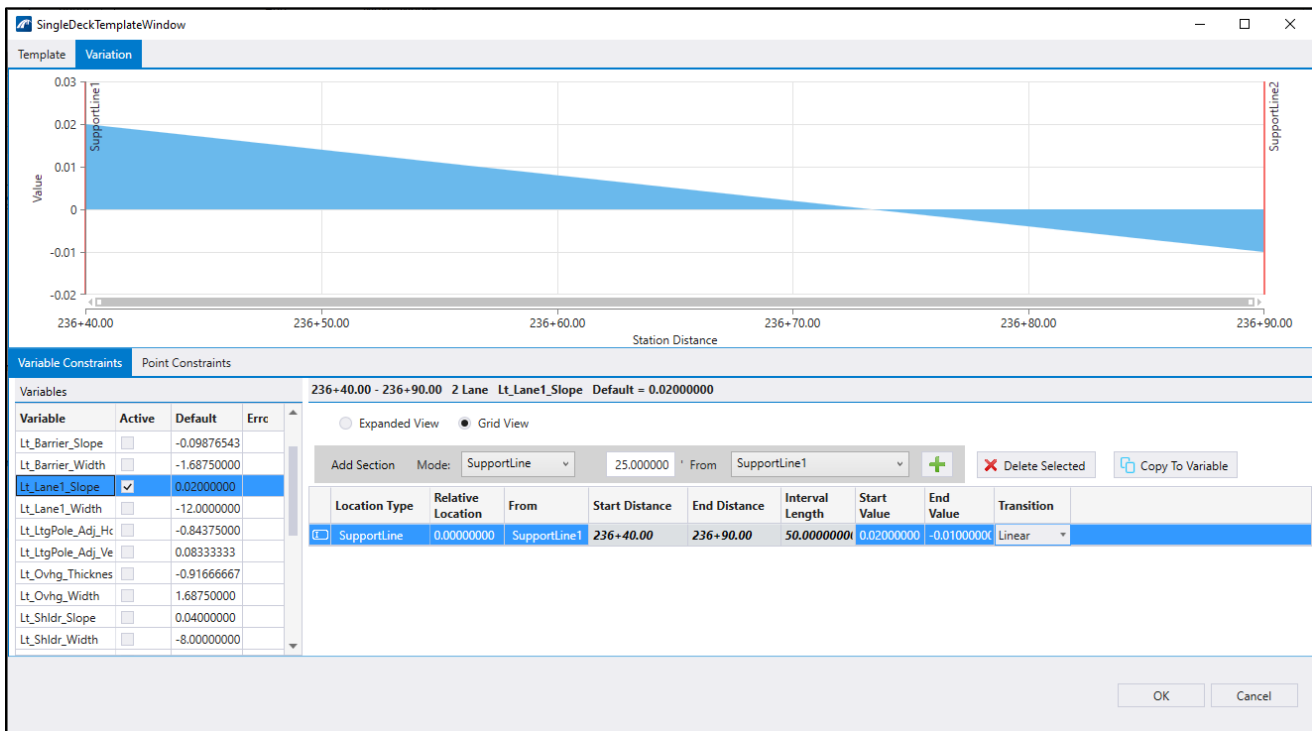 SingleDeckTemplateWindow
Template Variation
0.03
0.02
0.01
0
-0.01
-0.02
Value
SupportLine1
SupportLine2
236+40.00 236+50.00 236+60.00 236+70.00 236+80.00 236+90.00
Station Distance
Variable Constraints Point Constraints
Variables
Variable Active Default Errc
Lt_Barrier_Slope -0.09876543
Lt_Barrier_Width -1.68750000
Lt_Lane1_Slope 0.02000000
Lt_Lane1_Width -12.0000000
Lt_LtgPole_Adj_Hc -0.84375000
Lt_LtgPole_Adj_Ve 0.08333333
Lt_Ovhg_Thicknes -0.91666667
Lt_Ovhg_Width 1.68750000
Lt_Shldr_Slope 0.04000000
Lt_Shldr_Width -8.00000000
236+40.00 - 236+90.00 2 Lane Lt_Lane1_Slope Default = 0.02000000
Expanded View Grid View
Add Section Mode: SupportLine 25.000000 ' From SupportLine1 Delete Selected Copy To Variable
Location Type Relative Location From Start Distance End Distance Interval Length Start Value End Value Transition
SupportLine 0.00000000 SupportLine1 236+40.00 236+90.00 50.0000000 0.02000000 -0.0100000 Linear
OK Cancel